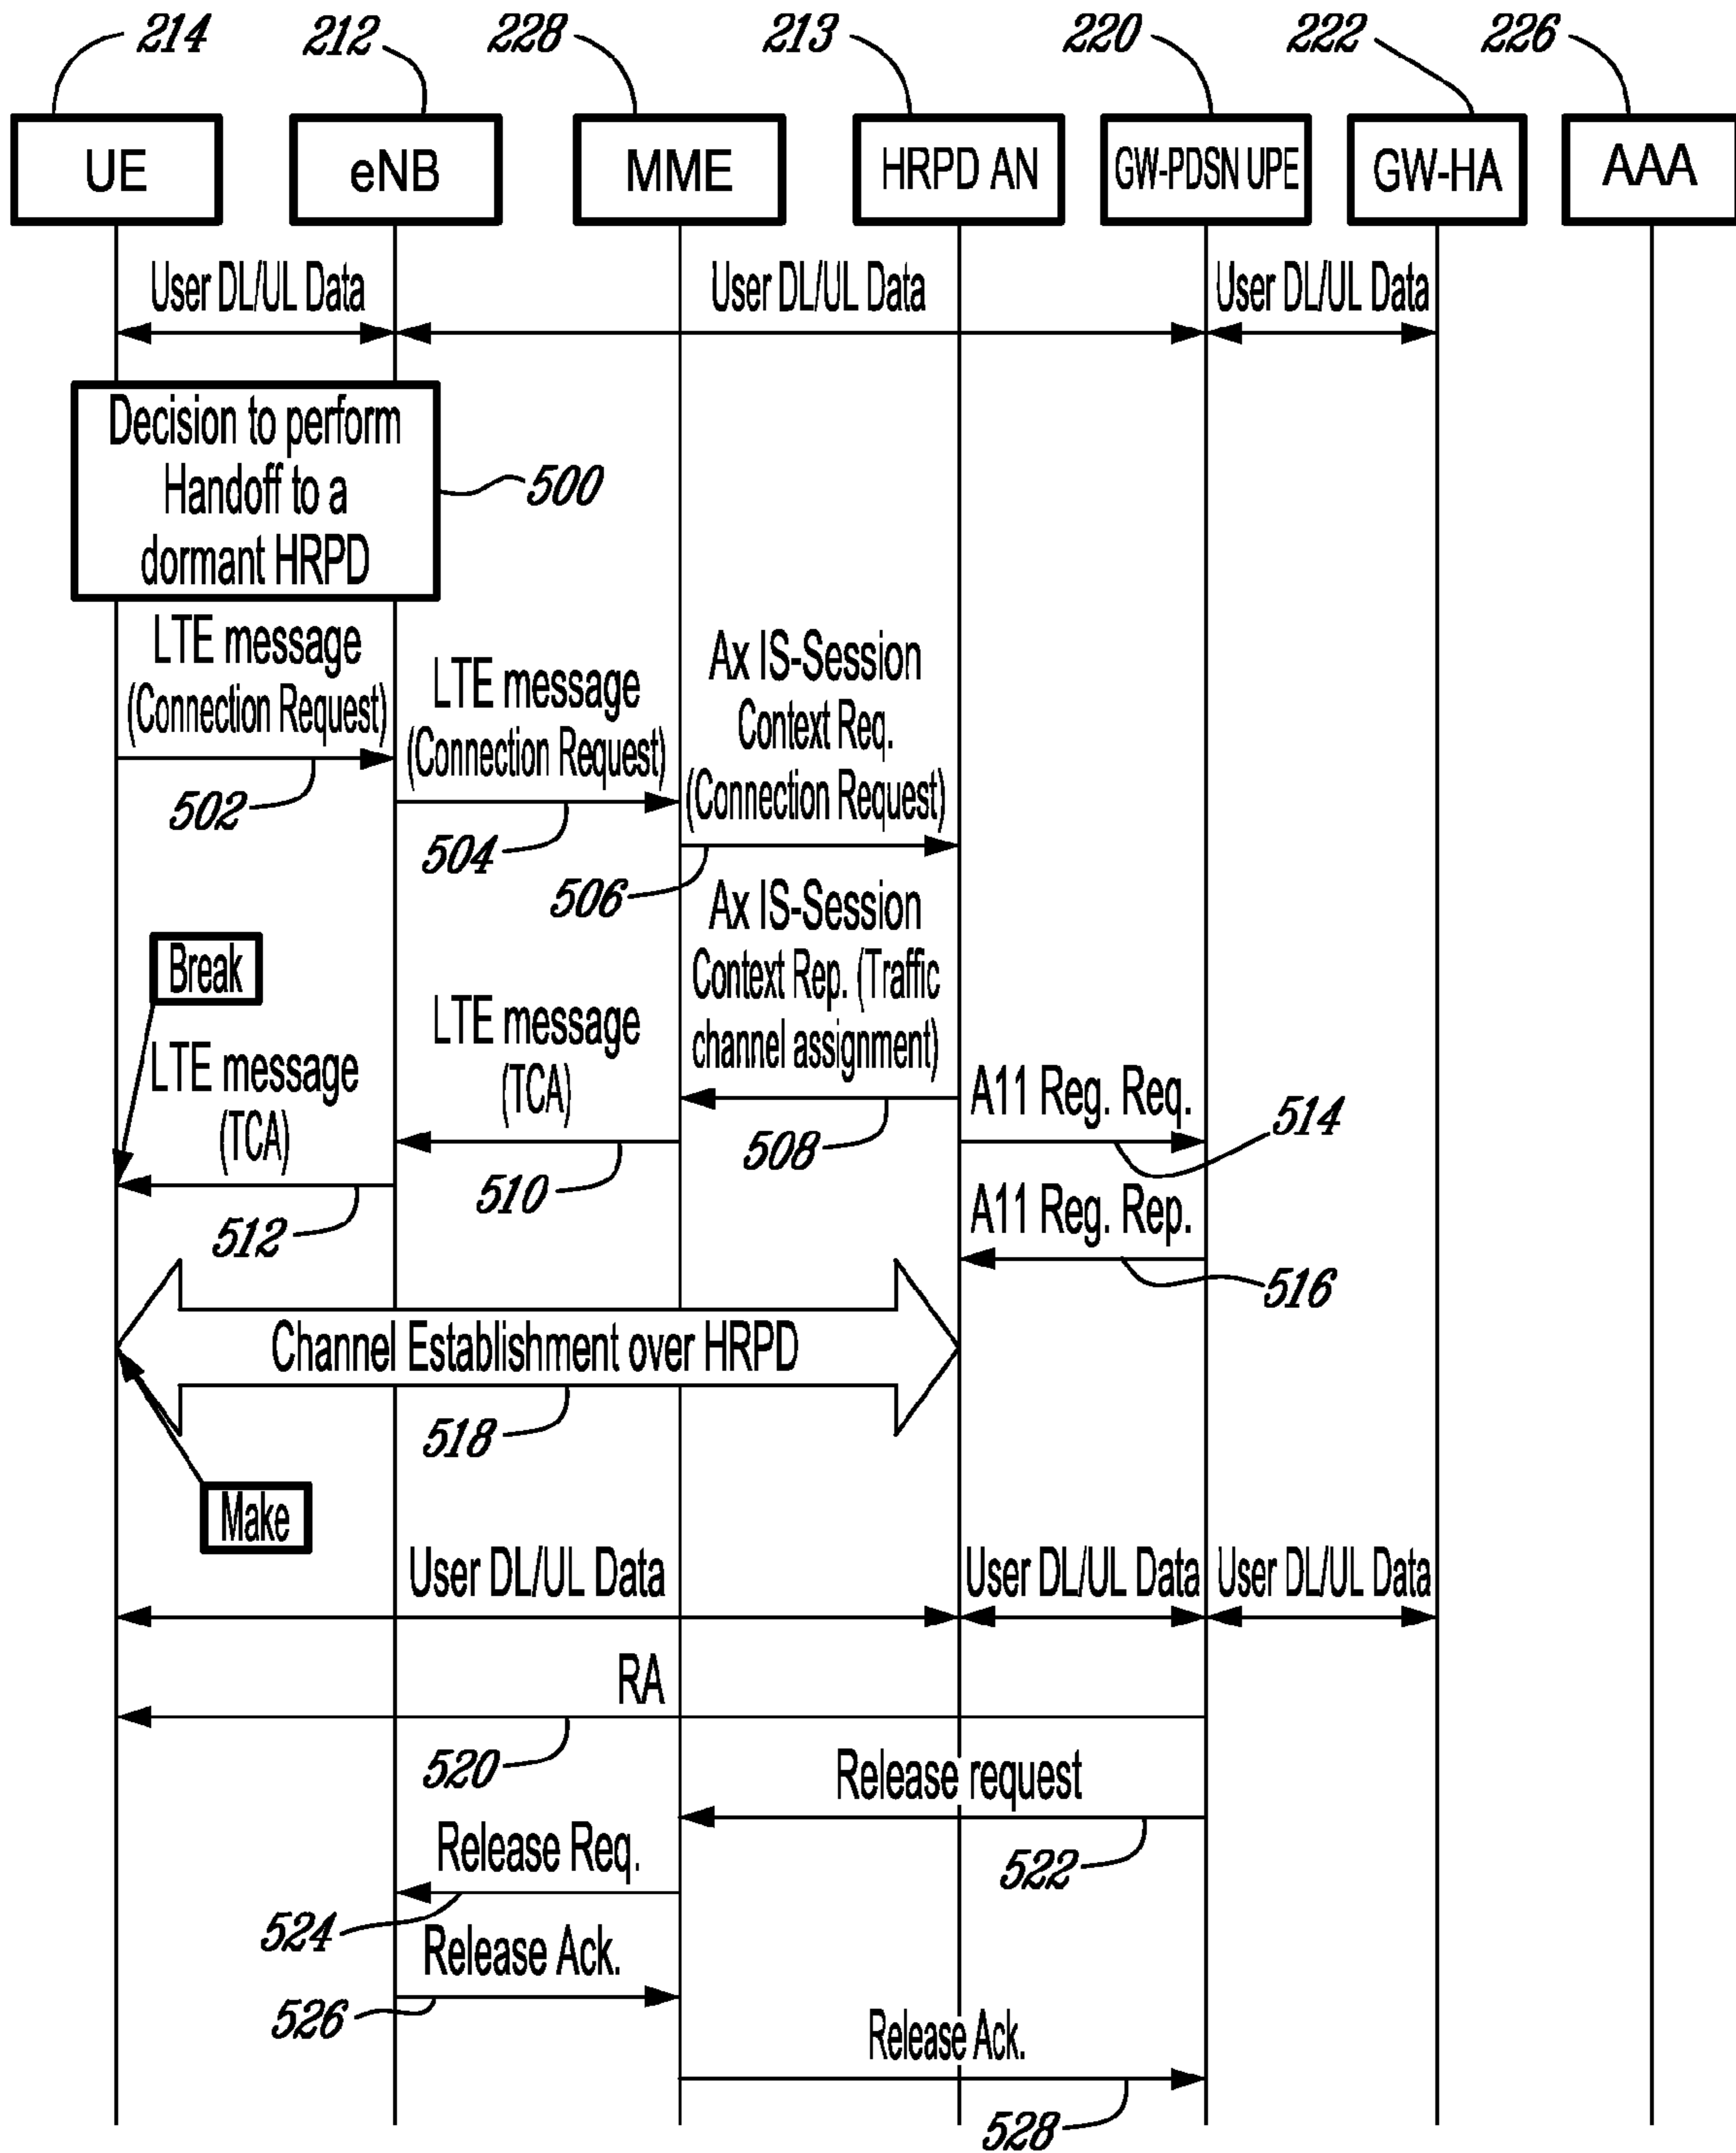 214
212
228
213
220
222
226
UE
eNB
MME
HRPD AN
GW-PDSN UPE
GW-HA
AAA
User DL/UL Data
User DL/UL Data
User DL/UL Data
Decision to perform
Handoff to a
dormant HRPD
500
LTE message
(Connection Request)
502
LTE message
(Connection Request)
504
Ax IS-Session
Context Req.
(Connection Request)
506
Ax IS-Session
Context Rep. (Traffic
channel assignment)
508
Break
LTE message
(TCA)
510
LTE message
(TCA)
512
A11 Reg. Req.
514
A11 Reg. Rep.
516
Channel Establishment over HRPD
518
Make
User DL/UL Data
User DL/UL Data
User DL/UL Data
RA
520
Release request
522
Release Req.
524
Release Ack.
526
Release Ack.
528